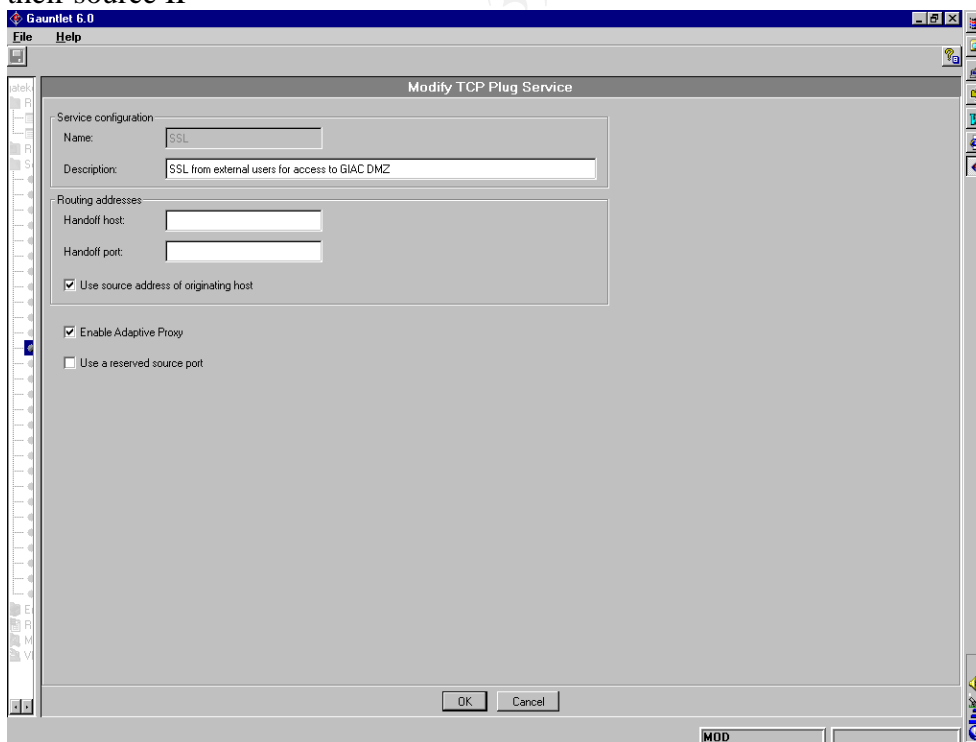 their source IP
Gauntlet 6.0
File Help
Modify TCP Plug Service
Service configuration
Name: SSL
Description: SSL from external users for access to GIAC DMZ
Routing addresses
Handoff host:
Handoff port:
Use source address of originating host
Enable Adaptive Proxy
Use a reserved source port
OK Cancel
MOD